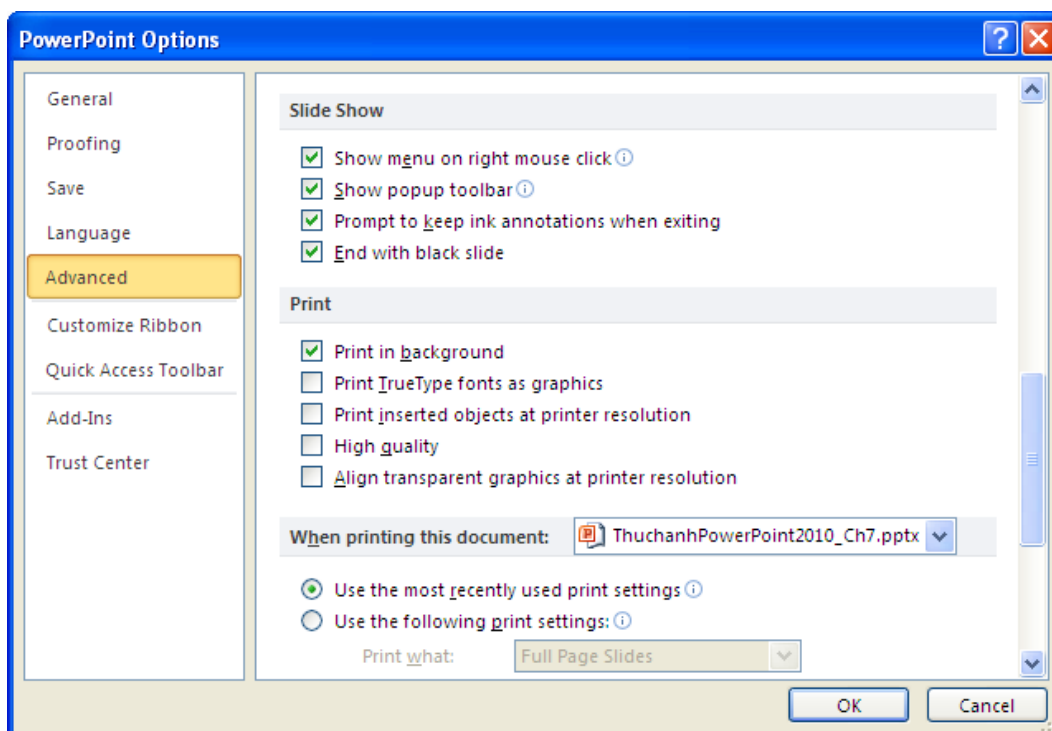 PowerPoint Options
General
Proofing
Save
Language
Advanced
Customize Ribbon
Quick Access Toolbar
Add-Ins
Trust Center
Slide Show
Show menu on right mouse click
Show popup toolbar
Prompt to keep ink annotations when exiting
End with black slide
Print
Print in background
Print TrueType fonts as graphics
Print inserted objects at printer resolution
High quality
Align transparent graphics at printer resolution
When printing this document: ThuchanhPowerPoint2010_Ch7.pptx
Use the most recently used print settings
Use the following print settings:
Print what: Full Page Slides
OK Cancel